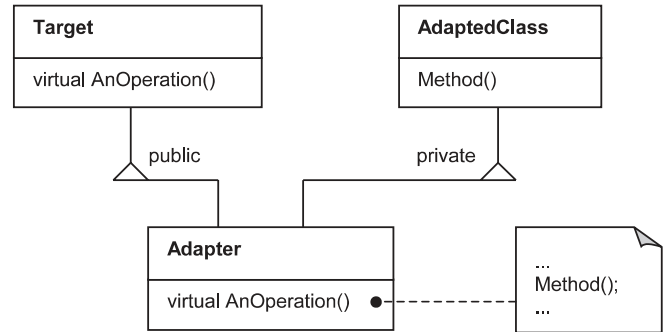 Target
AdaptedClass
virtual AnOperation()
Method()
public
private
Adapter
virtual AnOperation()
...
Method();
...